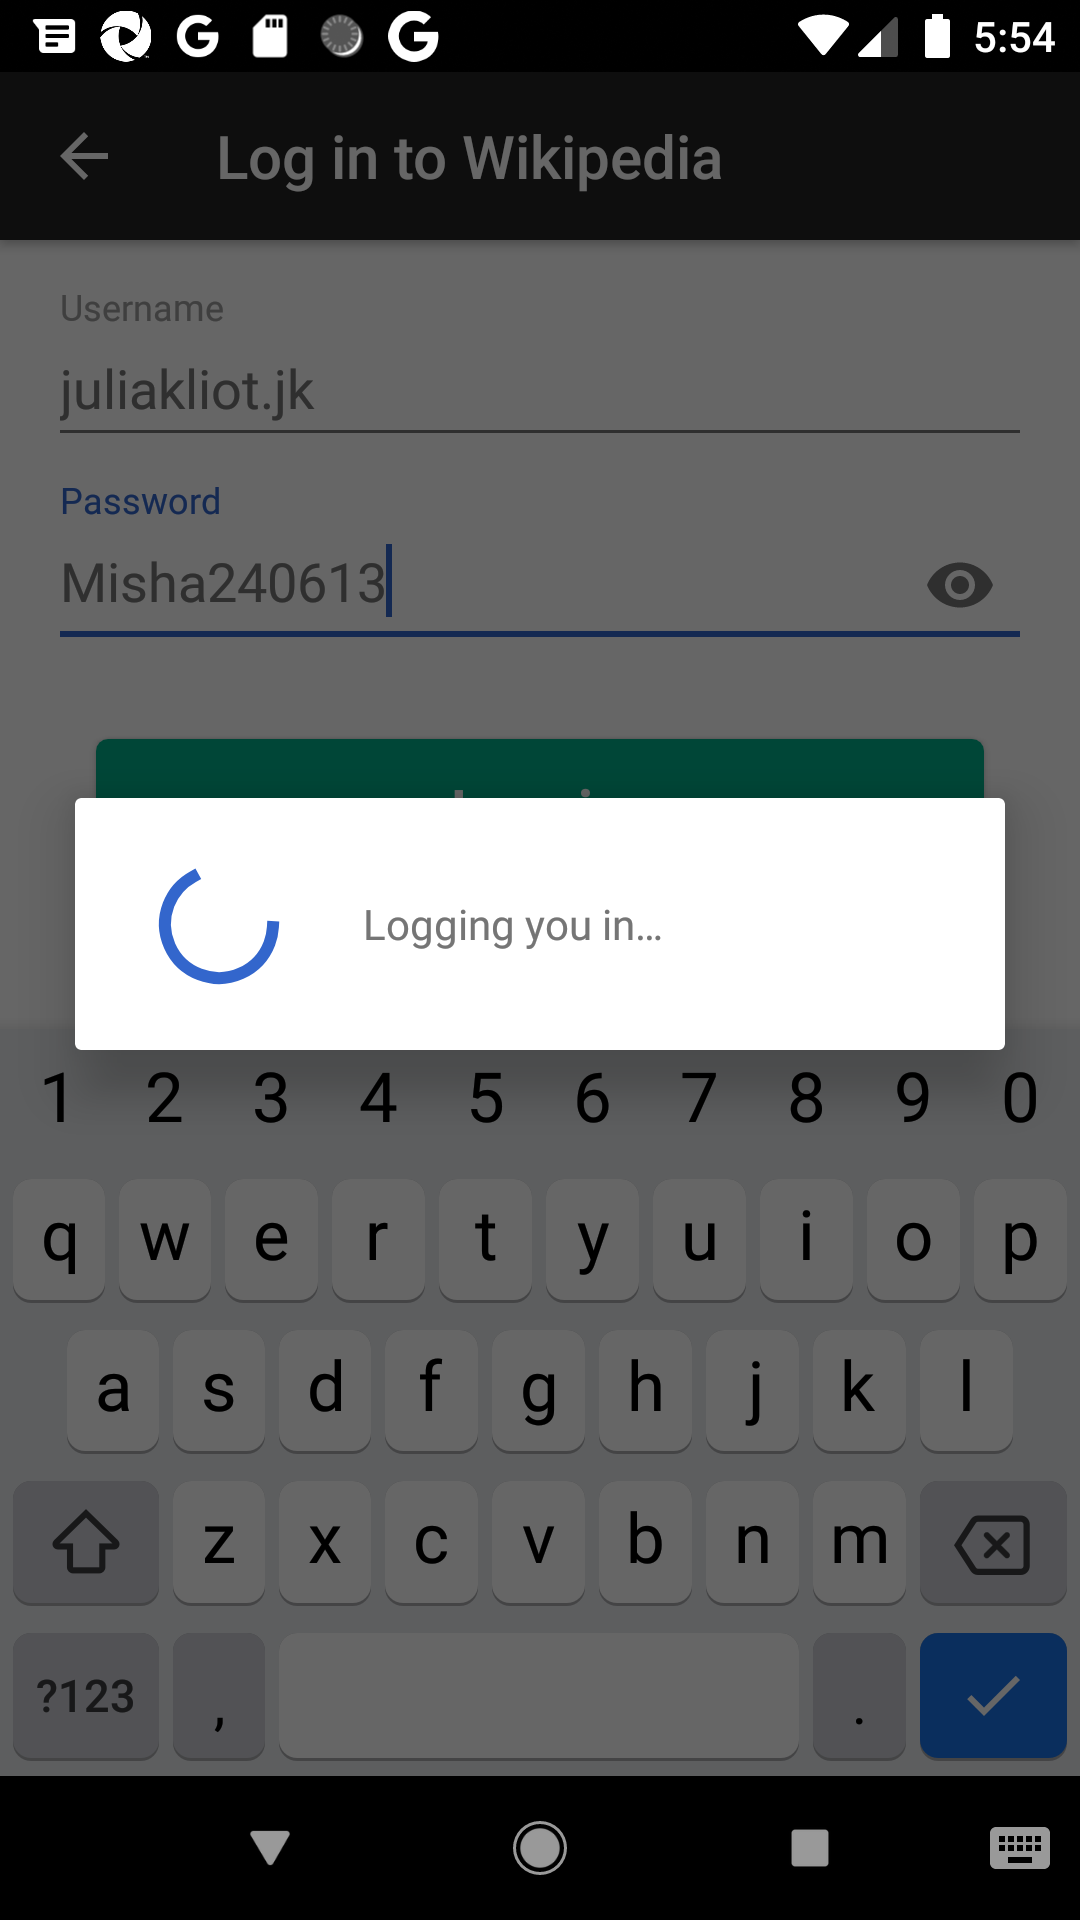 5:54
Log in to Wikipedia
Username
juliakliot.jk
Password
Misha240613
Logging you in…
1 2 3 4 5 6 7 8 9 0
q w e r t y u i o p
a s d f g h j k l
z x c v b n m
?123 , .